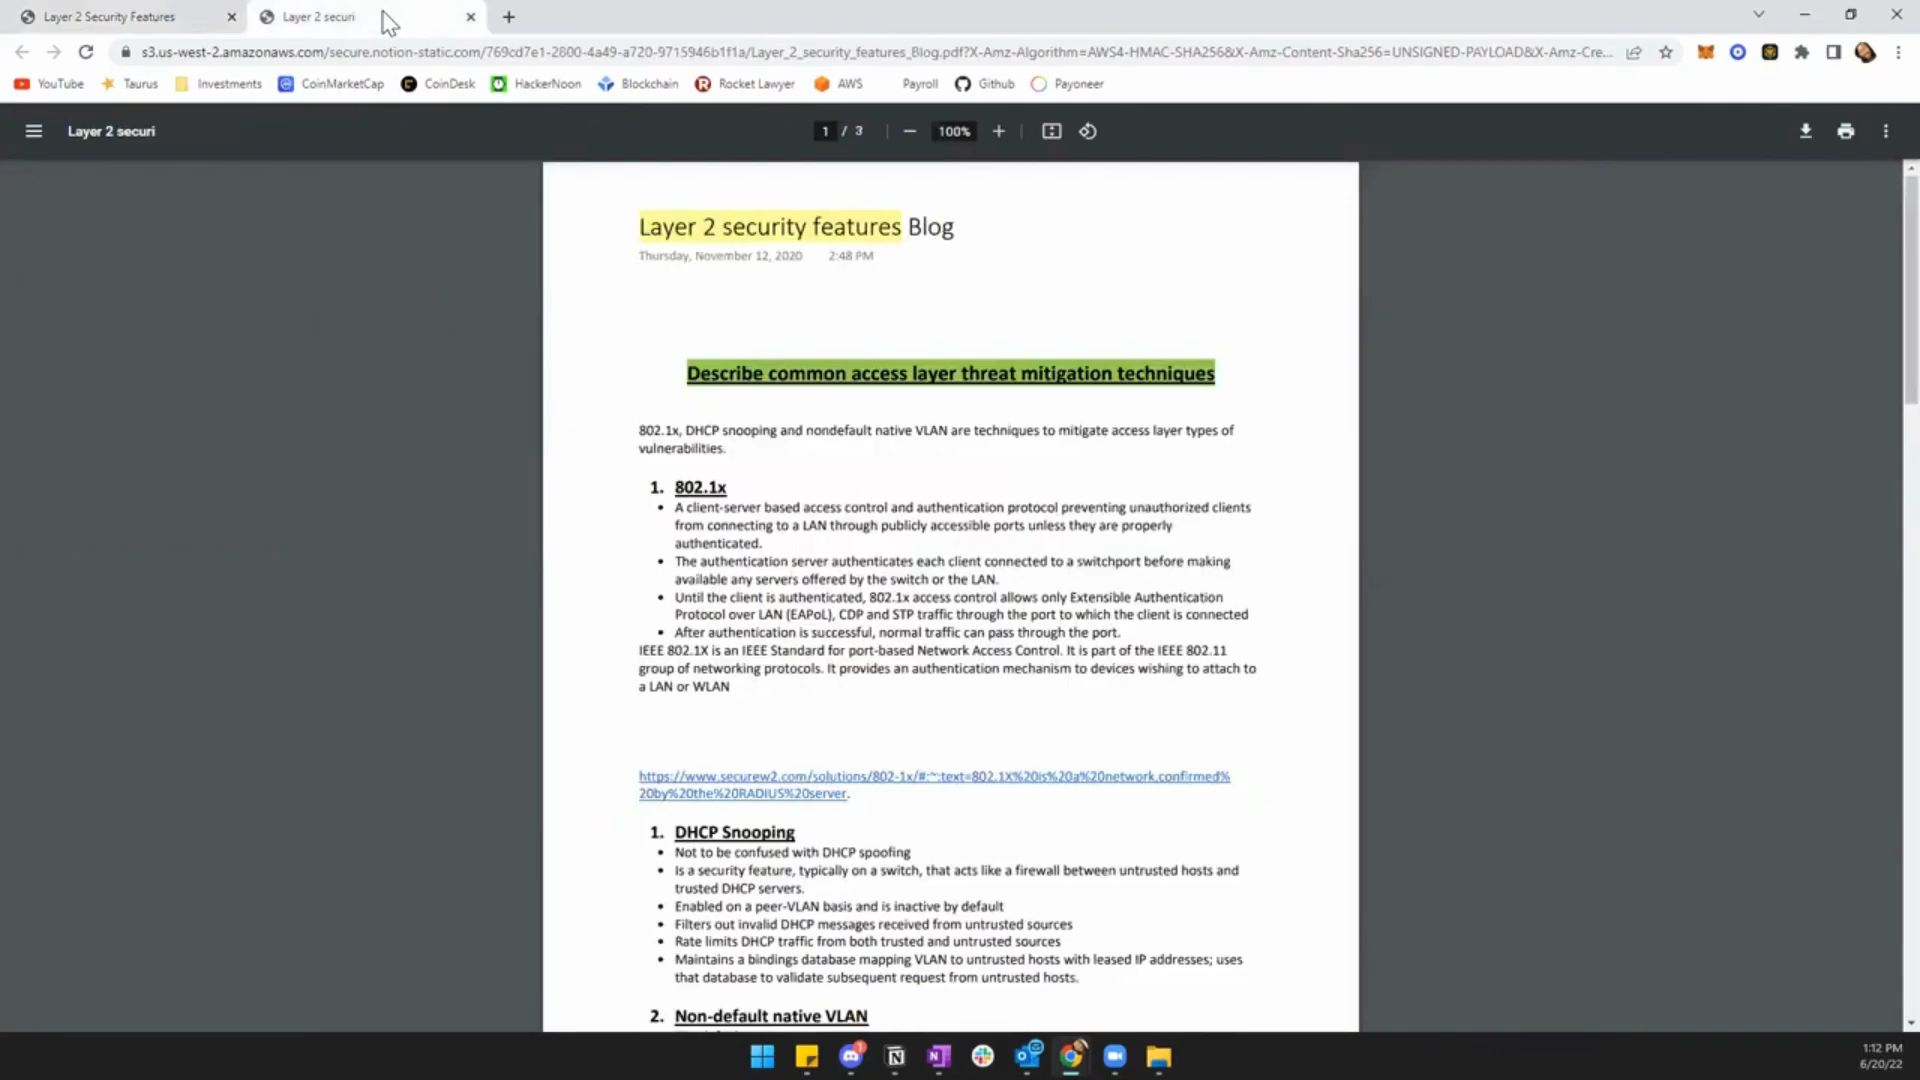 Layer 2 Security Features
Layer 2 securi
s3.us-west-2.amazonaws.com/secure.notion-static.com/769cd7e1-2800-4a49-a720-9715946b1f1a/Layer_2_security_features_Blog.pdf?X-Amz-Algorithm=AWS4-HMAC-SHA256&X-Amz-Content-Sha256=UNSIGNED-PAYLOAD&X-Amz-Cre...
YouTube Taurus Investments CoinMarketCap CoinDesk HackerNoon Blockchain Rocket Lawyer AWS Payroll Github Payoneer
Layer 2 securi 1 / 3 100%
Layer 2 security features Blog
Thursday, November 12, 2020 2:48 PM
Describe common access layer threat mitigation techniques
802.1x, DHCP snooping and nondefault native VLAN are techniques to mitigate access layer types of
vulnerabilities.
1. 802.1x
• A client-server based access control and authentication protocol preventing unauthorized clients
from connecting to a LAN through publicly accessible ports unless they are properly
authenticated.
• The authentication server authenticates each client connected to a switchport before making
available any servers offered by the switch or the LAN.
• Until the client is authenticated, 802.1x access control allows only Extensible Authentication
Protocol over LAN (EAPoL), CDP and STP traffic through the port to which the client is connected
• After authentication is successful, normal traffic can pass through the port.
IEEE 802.1X is an IEEE Standard for port-based Network Access Control. It is part of the IEEE 802.11
group of networking protocols. It provides an authentication mechanism to devices wishing to attach to
a LAN or WLAN
https://www.securew2.com/solutions/802-1x/#:~:text=802.1X%20is%20a%20network,confirmed%
20by%20the%20RADIUS%20server.
1. DHCP Snooping
• Not to be confused with DHCP spoofing
• Is a security feature, typically on a switch, that acts like a firewall between untrusted hosts and
trusted DHCP servers.
• Enabled on a peer-VLAN basis and is inactive by default
• Filters out invalid DHCP messages received from untrusted sources
• Rate limits DHCP traffic from both trusted and untrusted sources
• Maintains a bindings database mapping VLAN to untrusted hosts with leased IP addresses; uses
that database to validate subsequent request from untrusted hosts.
2. Non-default native VLAN
1:12 PM
6/20/22